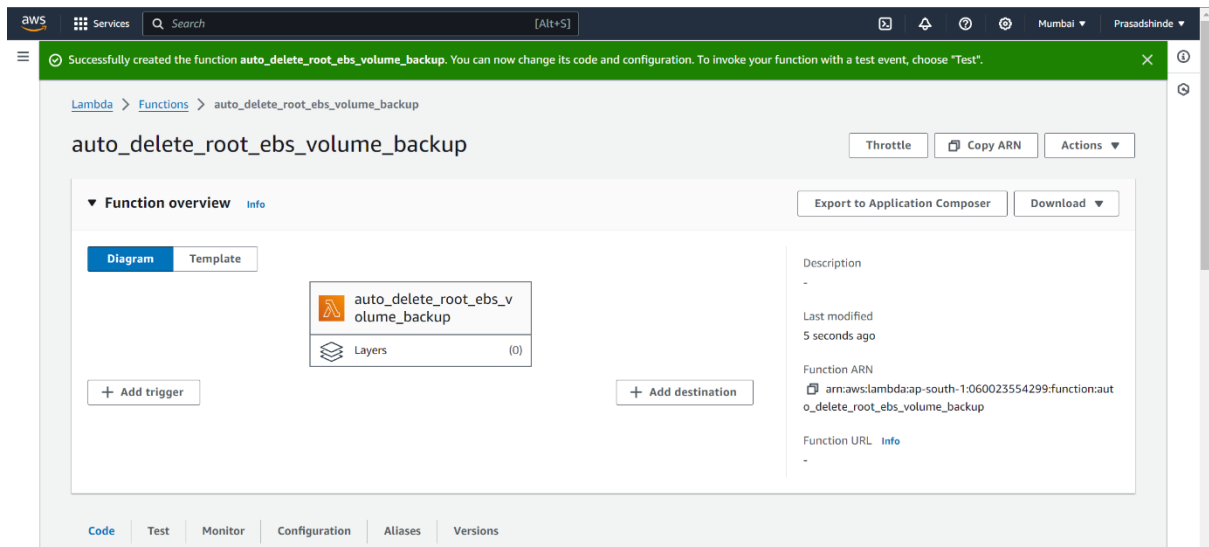 aws Services Search [Alt+S] Mumbai Prasadshinde
Successfully created the function auto_delete_root_ebs_volume_backup. You can now change its code and configuration. To invoke your function with a test event, choose "Test".
Lambda > Functions > auto_delete_root_ebs_volume_backup
auto_delete_root_ebs_volume_backup
Throttle Copy ARN Actions
Function overview Info
Export to Application Composer Download
Diagram Template
auto_delete_root_ebs_v
olume_backup
Layers (0)
+ Add trigger
+ Add destination
Description
-
Last modified
5 seconds ago
Function ARN
arn:aws:lambda:ap-south-1:060023554299:function:aut
o_delete_root_ebs_volume_backup
Function URL Info
-
Code Test Monitor Configuration Aliases Versions